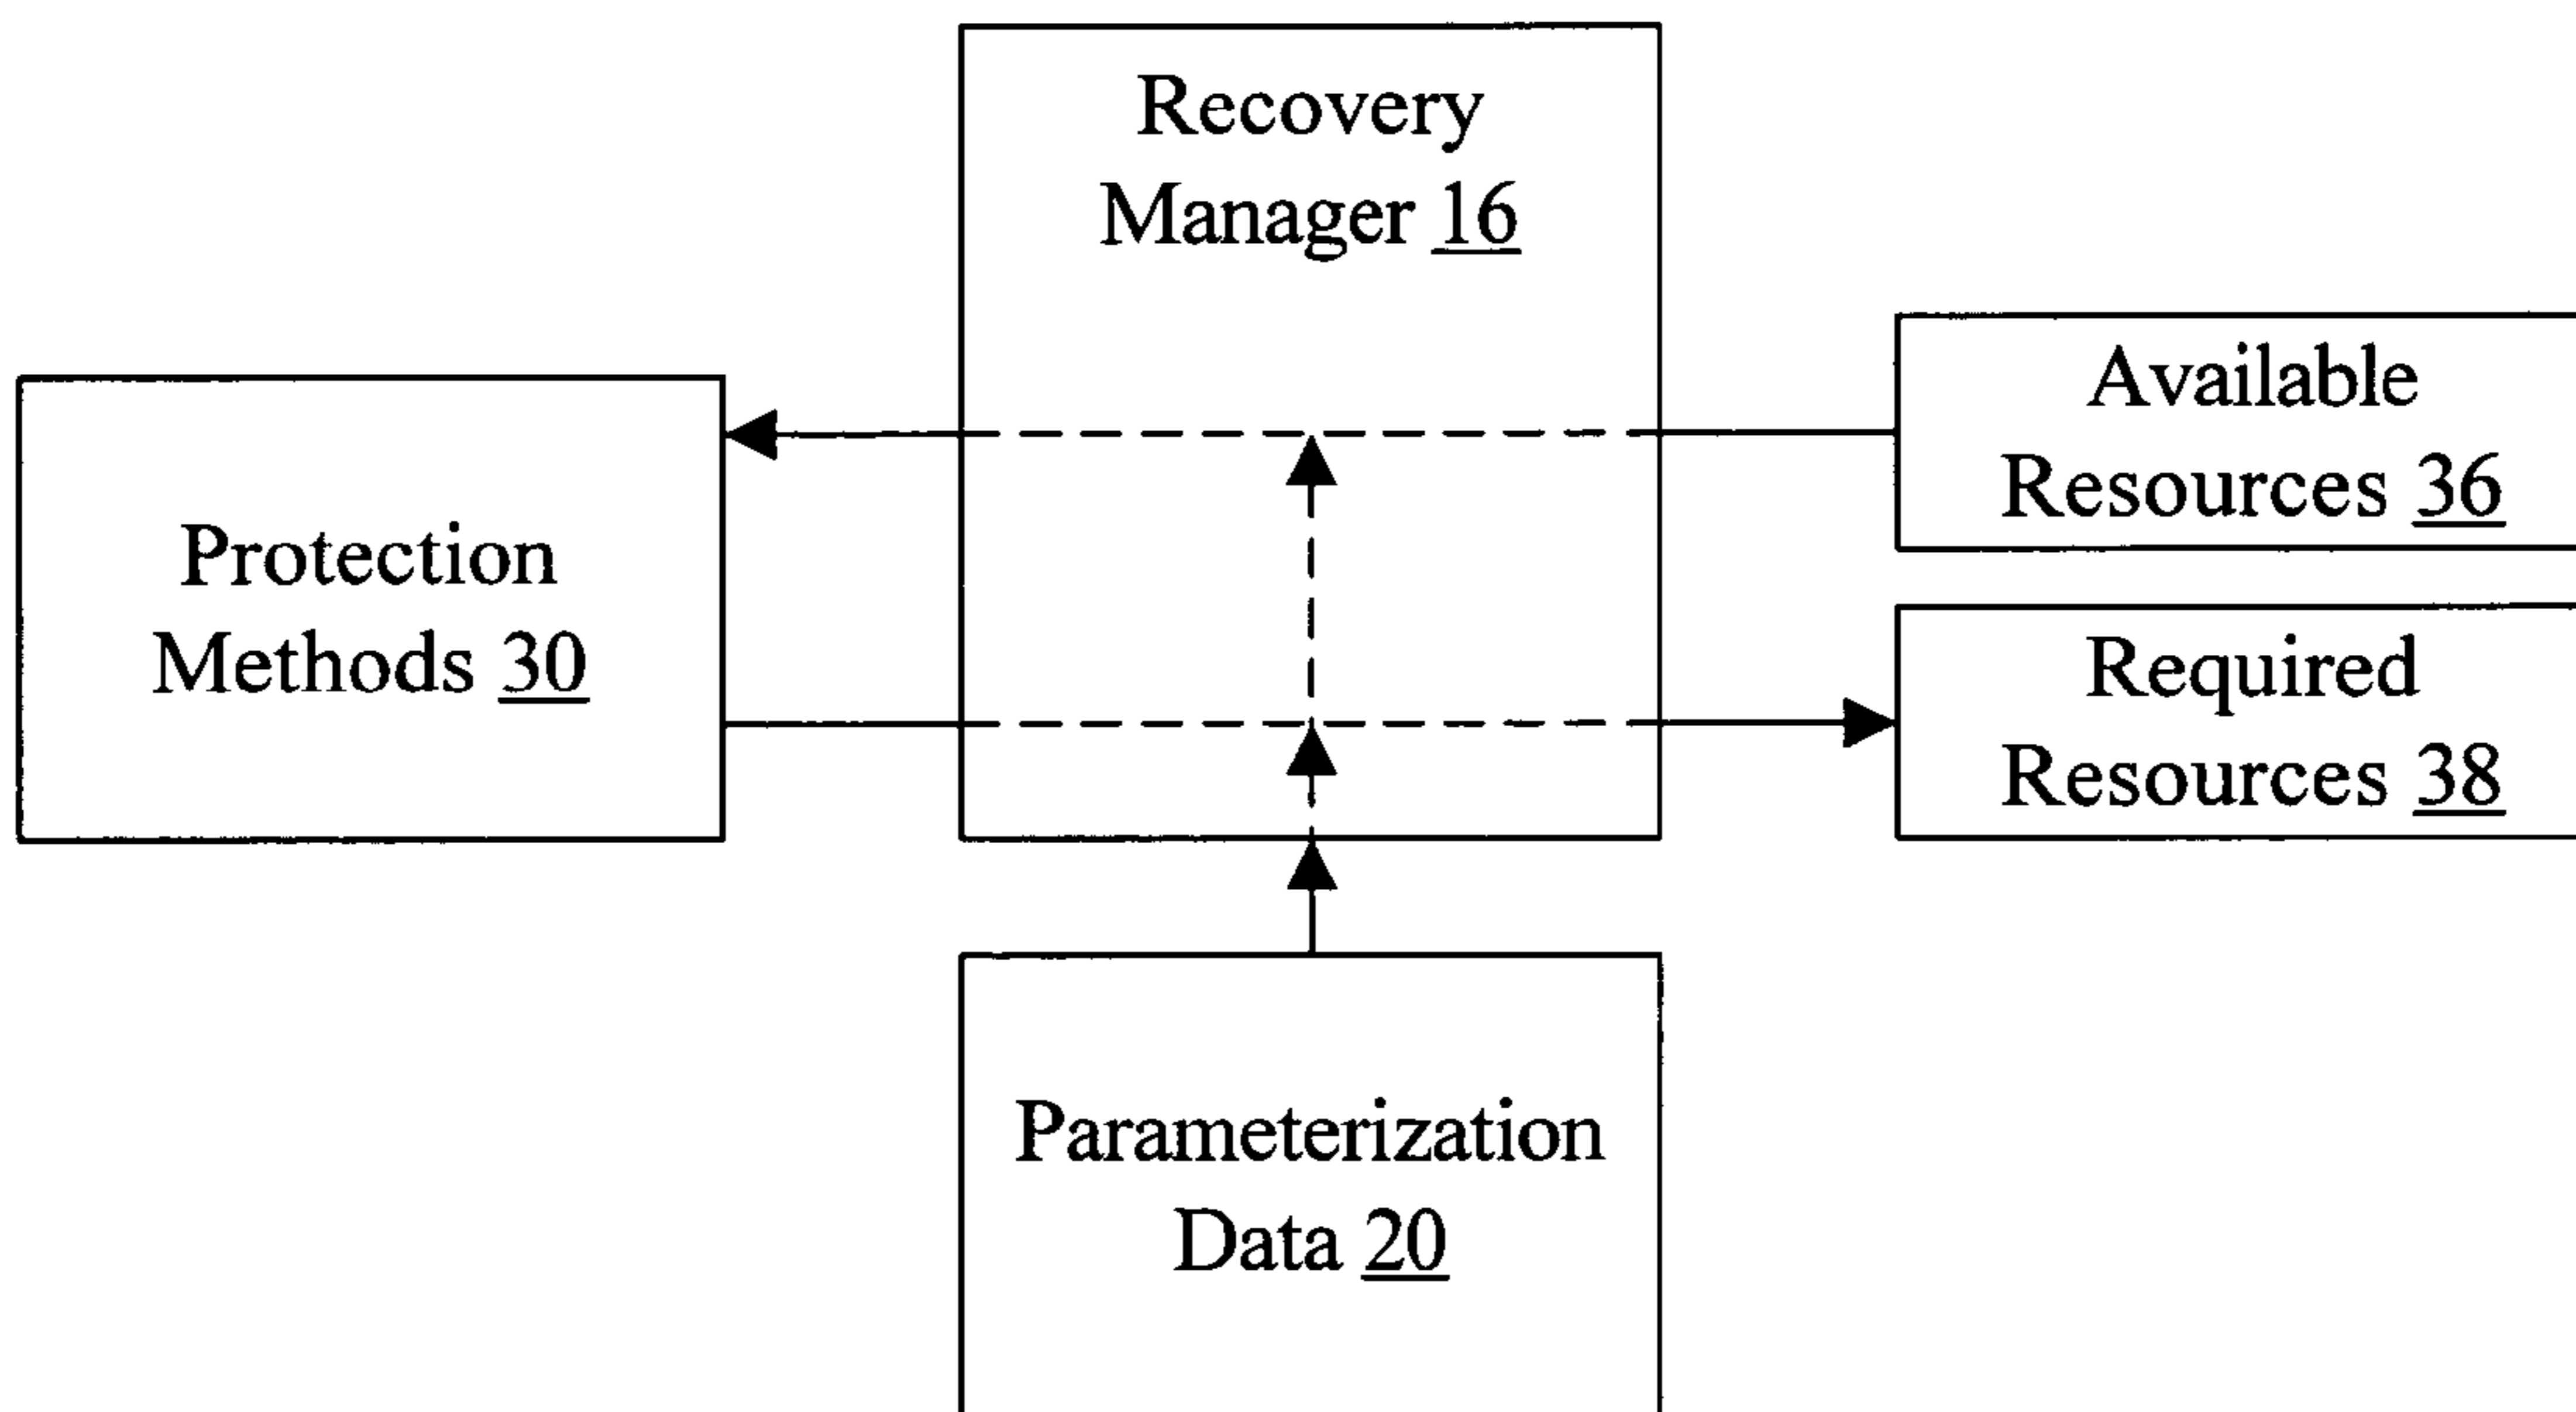 Recovery
Manager 16
Available
Resources 36
Protection
Methods 30
Required
Resources 38
Parameterization
Data 20